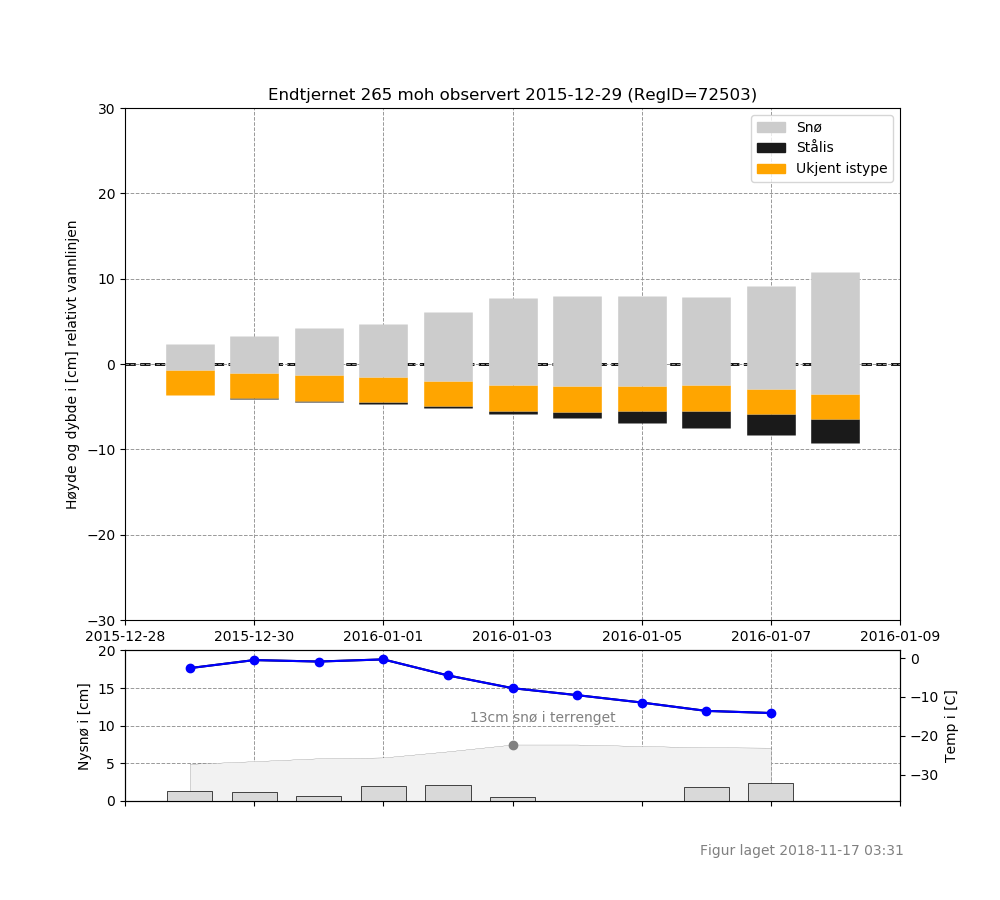 Endtjernet 265 moh observert 2015-12-29 (RegID=72503)
30
20
10
0
−10
−20
−30
Høyde og dybde i [cm] relativt vannlinjen
Snø
Stålis
Ukjent istype
2015-12-28 2015-12-30 2016-01-01 2016-01-03 2016-01-05 2016-01-07 2016-01-09
20
15
10
5
0
Nysnø i [cm]
13cm snø i terrenget
0
−10
−20
−30
Temp i [C]
Figur laget 2018-11-17 03:31